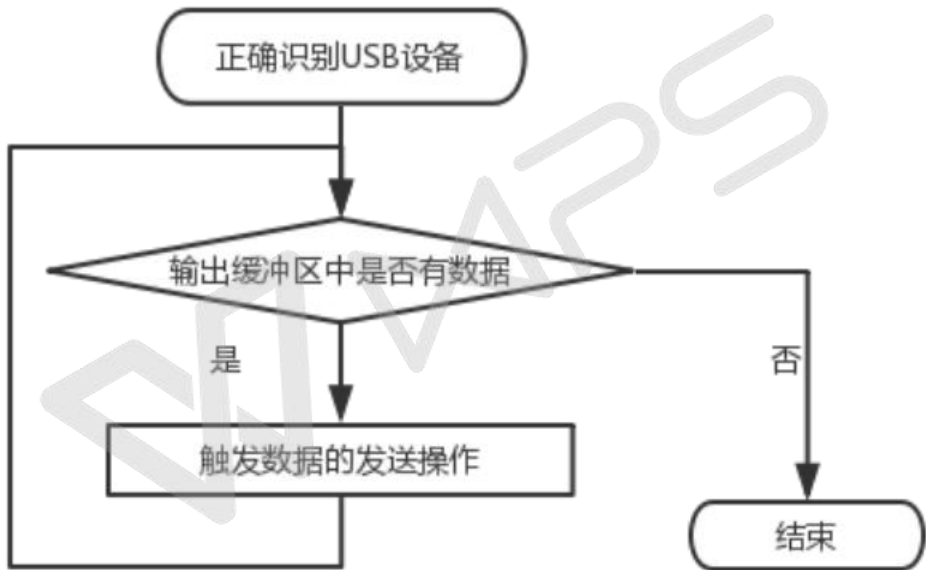 正确识别USB设备
输出缓冲区中是否有数据
是
否
触发数据的发送操作
结束
VAPS